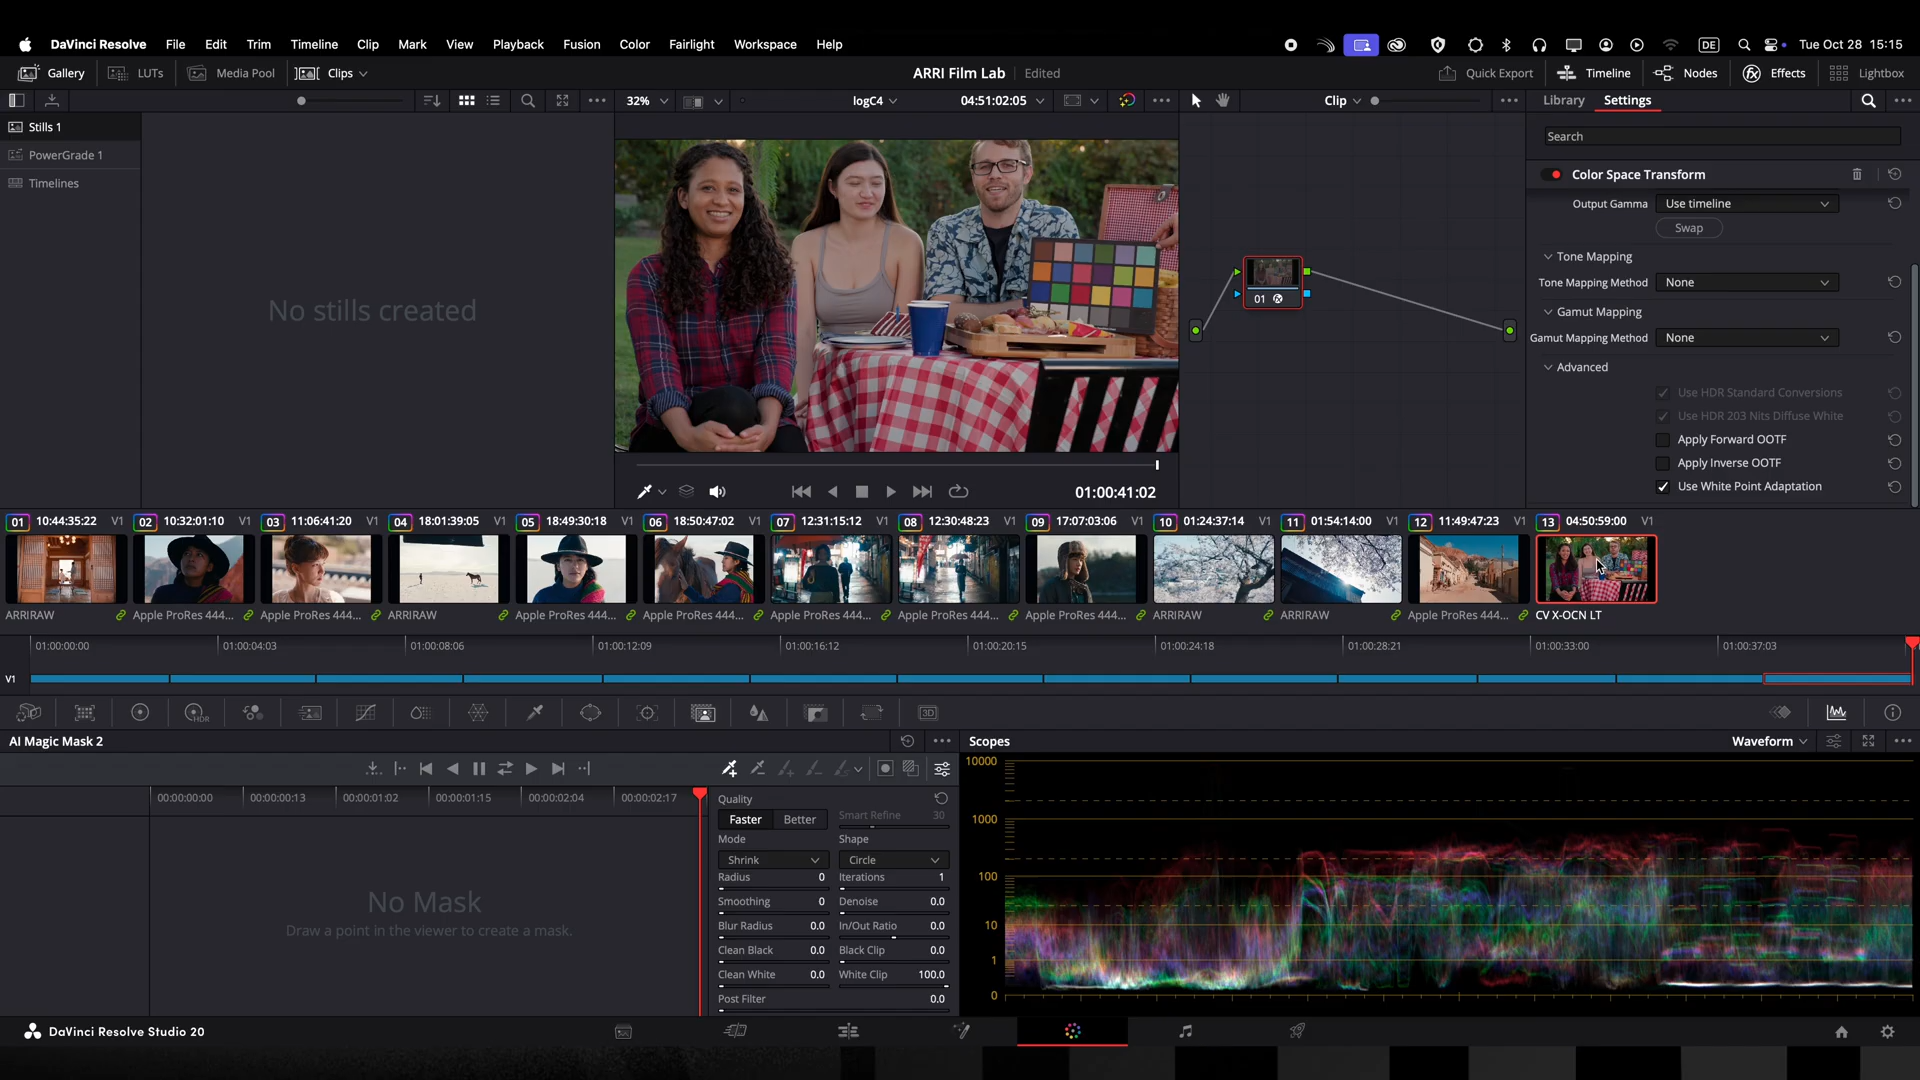 DaVinci Resolve File Edit Trim Timeline Clip Mark View Playback Fusion Color Fairlight Workspace Help DE Tue Oct 28 15:15
Gallery LUTs Media Pool Clips ARRI Film Lab Edited Quick Export Timeline Nodes Effects Lightbox
32% logC4 04:51:02:05 Clip Library Settings
Stills 1
PowerGrade 1
Timelines
No stills created
01:00:41:02
01
Search
Color Space Transform
Output Gamma Use timeline
Swap
Tone Mapping
Tone Mapping Method None
Gamut Mapping
Gamut Mapping Method None
Advanced
Use HDR Standard Conversions
Use HDR 203 Nits Diffuse White
Apply Forward OOTF
Apply Inverse OOTF
Use White Point Adaptation
01 10:44:35:22 V1 02 10:32:01:10 V1 03 11:06:41:20 V1 04 18:01:39:05 V1 05 18:49:30:18 V1 06 18:50:47:02 V1 07 12:31:15:12 V1 08 12:30:48:23 V1 09 17:07:03:06 V1 10 01:24:37:14 V1 11 01:54:14:00 V1 12 11:49:47:23 V1 13 04:50:59:00 V1
ARRIRAW Apple ProRes 444... Apple ProRes 444... ARRIRAW Apple ProRes 444... Apple ProRes 444... Apple ProRes 444... Apple ProRes 444... Apple ProRes 444... ARRIRAW ARRIRAW Apple ProRes 444... CV X-OCN LT
01:00:00:00 01:00:04:03 01:00:08:06 01:00:12:09 01:00:16:12 01:00:20:15 01:00:24:18 01:00:28:21 01:00:33:00 01:00:37:03
V1
HDR 3D
AI Magic Mask 2
00:00:00:00 00:00:00:13 00:00:01:02 00:00:01:15 00:00:02:04 00:00:02:17
No Mask
Draw a point in the viewer to create a mask.
Quality
Faster Better Smart Refine 30
Mode Shape
Shrink Circle
Radius 0 Iterations 1
Smoothing 0 Denoise 0.0
Blur Radius 0.0 In/Out Ratio 0.0
Clean Black 0.0 Black Clip 0.0
Clean White 0.0 White Clip 100.0
Post Filter 0.0
Scopes Waveform
10000
1000
100
10
1
0
DaVinci Resolve Studio 20